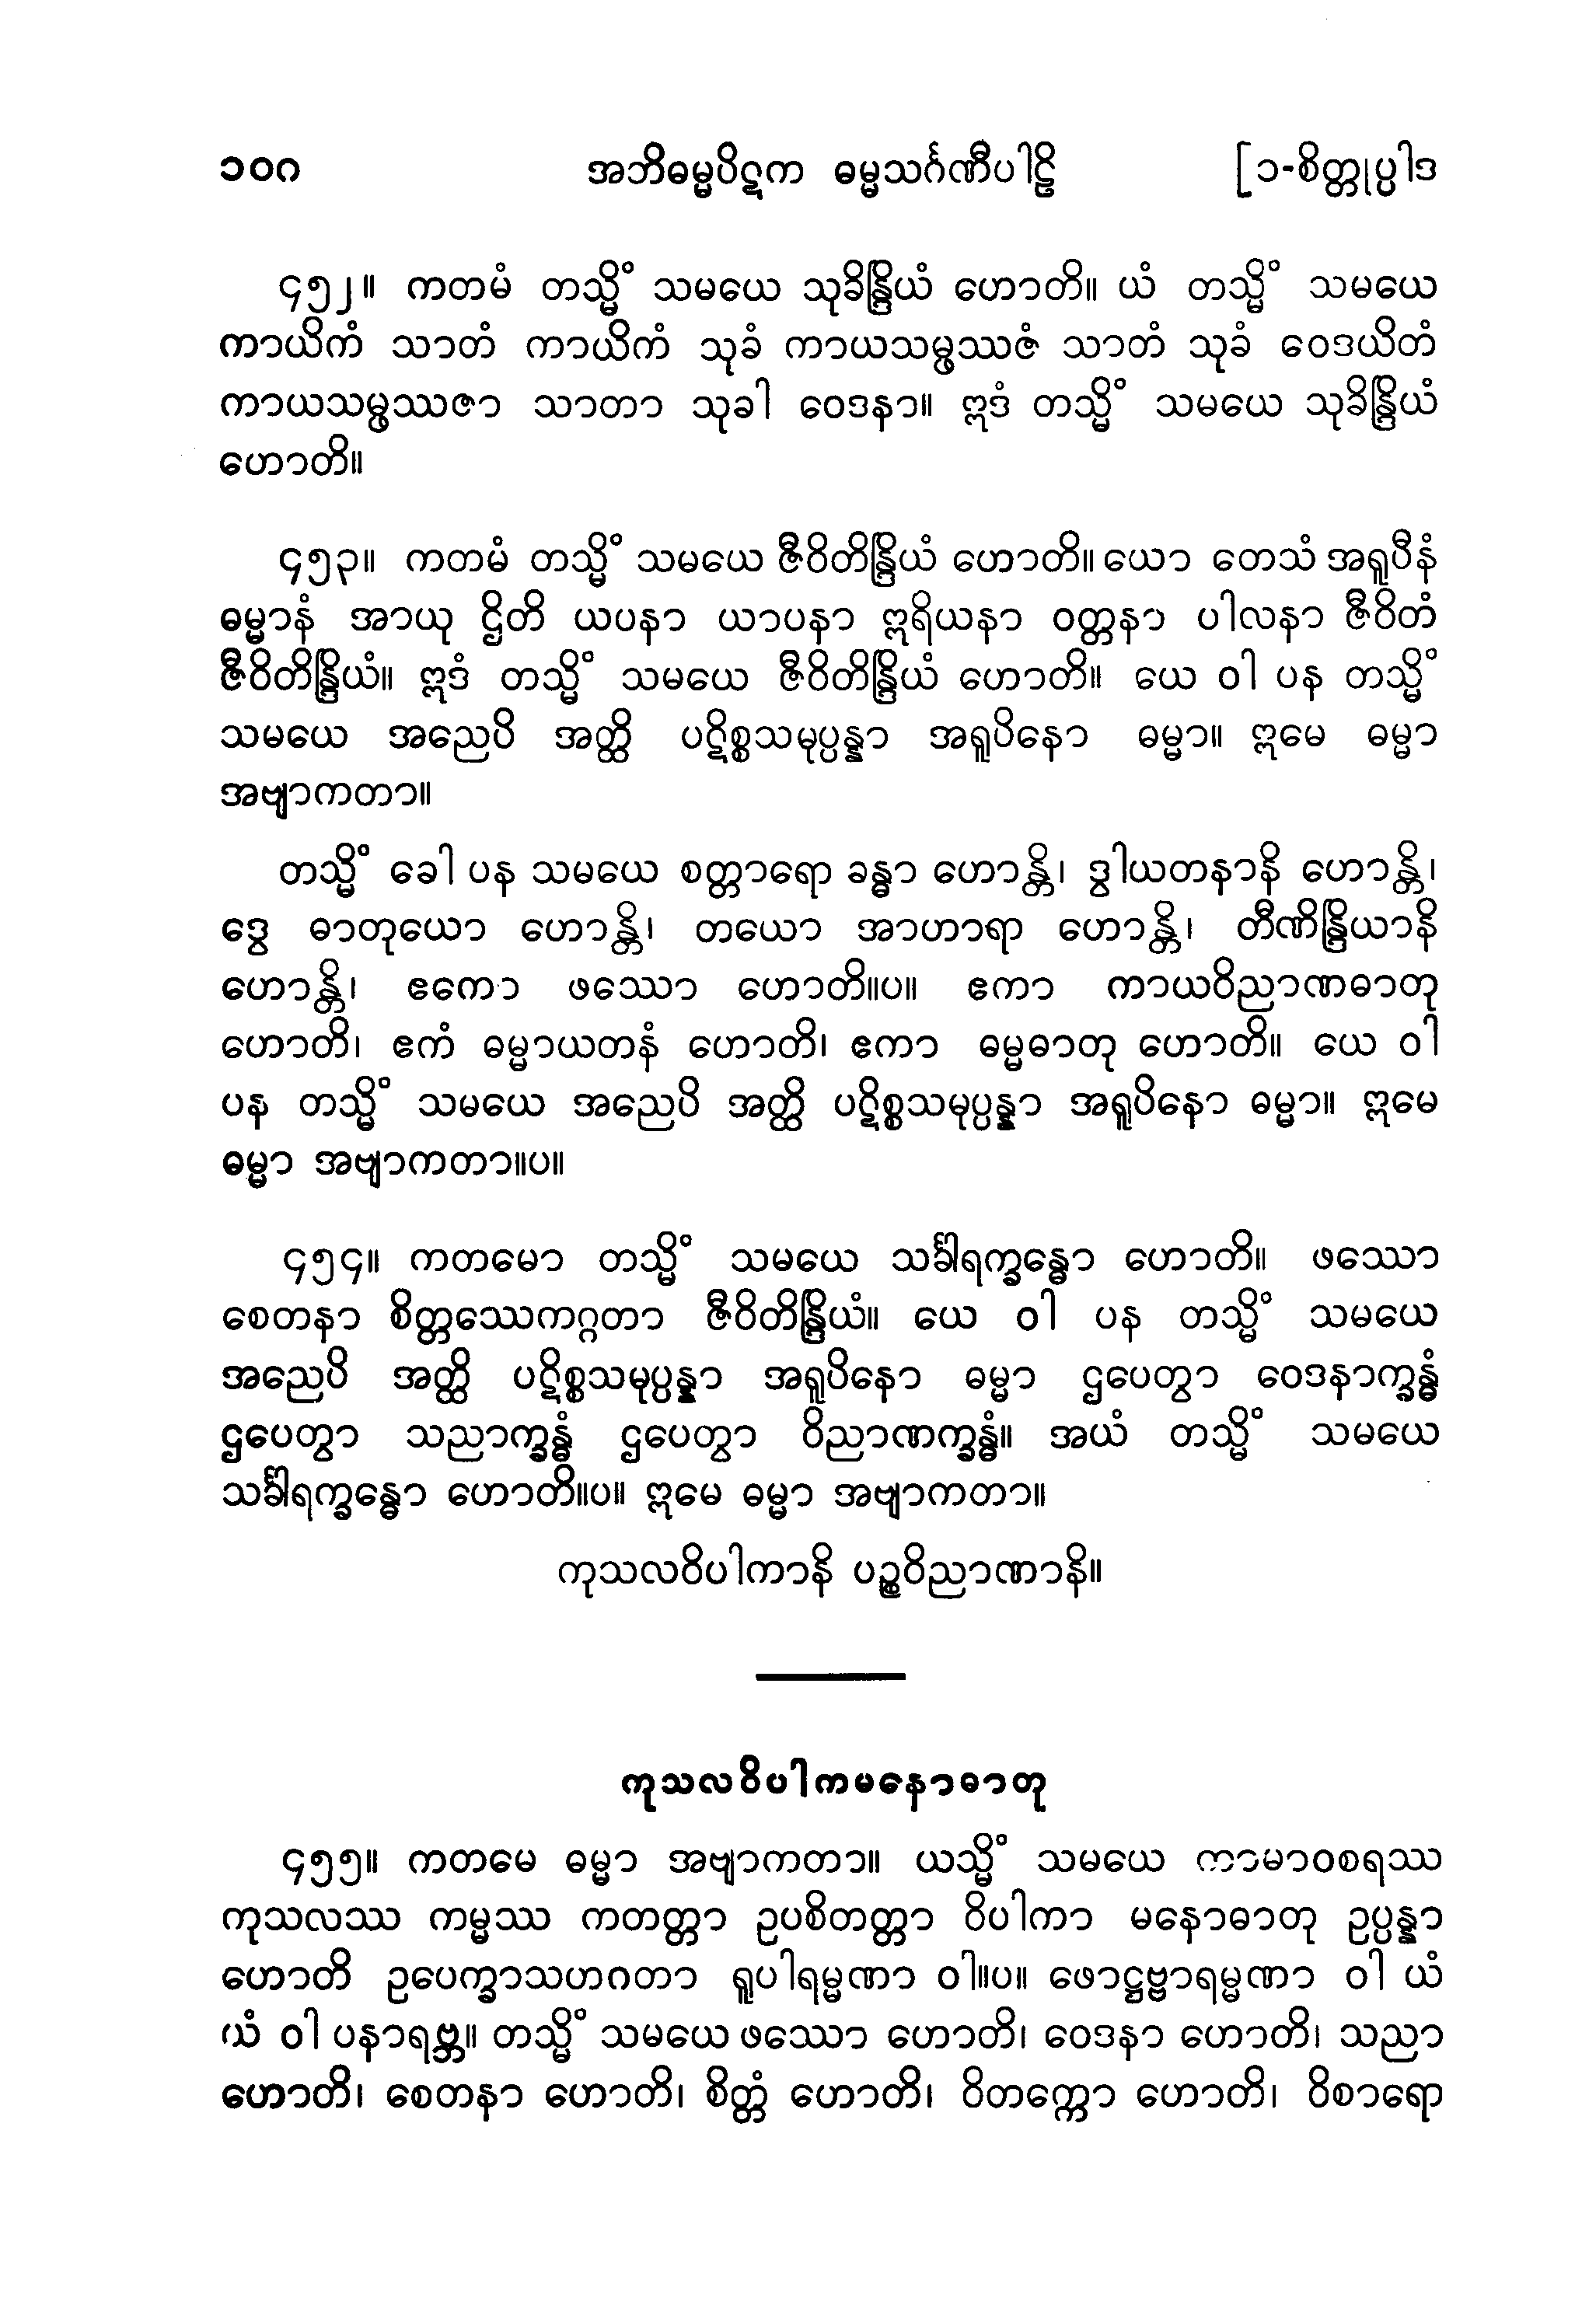 ၁၀ဂ အဘိဓမ္မပိဋက ဓမ္မသင်္ဂဏီပါဠိ [၁-စိတ္တုပ္ပါဒ
၄၅၂။ ကတမံ တသ္မိံ သမယေ သုခိန္ဒြိယံ ဟောတိ။ ယံ တသ္မိံ သမယေ
ကာယိကံ သာတံ ကာယိကံ သုခံ ကာယသမ္ဖဿဇံ သာတံ သုခံ ဝေဒယိတံ
ကာယသမ္ဖဿဇာ သာတာ သုခါ ဝေဒနာ။ ဣဒံ တသ္မိံ သမယေ သုခိန္ဒြိယံ
ဟောတိ။
၄၅၃။ ကတမံ တသ္မိံ သမယေ ဇီဝိတိန္ဒြိယံ ဟောတိ။ ယော တေသံ အရူပီနံ
ဓမ္မာနံ အာယု ဌိတိ ယပနာ ယာပနာ ဣရိယနာ ဝတ္တနာ ပါလနာ ဇီဝိတံ
ဇီဝိတိန္ဒြိယံ။ ဣဒံ တသ္မိံ သမယေ ဇီဝိတိန္ဒြိယံ ဟောတိ။ ယေ ဝါ ပန တသ္မိံ
သမယေ အညေပိ အတ္ထိ ပဋိစ္စသမုပ္ပန္နာ အရူပိနော ဓမ္မာ။ ဣမေ ဓမ္မာ
အဗျာကတာ။
တသ္မိံ ခေါ ပန သမယေ စတ္တာရော ခန္ဓာ ဟောန္တိ၊ ဒွါယတနာနိ ဟောန္တိ၊
ဒွေ ဓာတုယော ဟောန္တိ၊ တယော အာဟာရာ ဟောန္တိ၊ တီဏိန္ဒြိယာနိ
ဟောန္တိ၊ ဧကော ဖဿော ဟောတိ။ပ။ ဧကာ ကာယဝိညာဏဓာတု
ဟောတိ၊ ဧကံ ဓမ္မာယတနံ ဟောတိ၊ ဧကာ ဓမ္မဓာတု ဟောတိ။ ယေ ဝါ
ပန တသ္မိံ သမယေ အညေပိ အတ္ထိ ပဋိစ္စသမုပ္ပန္နာ အရူပိနော ဓမ္မာ။ ဣမေ
ဓမ္မာ အဗျာကတာ။ပ။
၄၅၄။ ကတမော တသ္မိံ သမယေ သင်္ခါရက္ခန္ဓော ဟောတိ။ ဖဿော
စေတနာ စိတ္တဿေကဂ္ဂတာ ဇီဝိတိန္ဒြိယံ။ ယေ ဝါ ပန တသ္မိံ သမယေ
အညေပိ အတ္ထိ ပဋိစ္စသမုပ္ပန္နာ အရူပိနော ဓမ္မာ ဌပေတွာ ဝေဒနာက္ခန္ဓံ
ဌပေတွာ သညာက္ခန္ဓံ ဌပေတွာ ဝိညာဏက္ခန္ဓံ။ အယံ တသ္မိံ သမယေ
သင်္ခါရက္ခန္ဓော ဟောတိ။ပ။ ဣမေ ဓမ္မာ အဗျာကတာ။
ကုသလဝိပါကာနိ ပဉ္စဝိညာဏာနိ။
ကုသလဝိပါကမနောဓာတု
၄၅၅။ ကတမေ ဓမ္မာ အဗျာကတာ။ ယသ္မိံ သမယေ ကာမာဝစရဿ
ကုသလဿ ကမ္မဿ ကတတ္တာ ဥပစိတတ္တာ ဝိပါကာ မနောဓာတု ဥပ္ပန္နာ
ဟောတိ ဥပေက္ခာသဟဂတာ ရူပါရမ္မဏာ ဝါ။ပ။ ဖောဋ္ဌဗ္ဗာရမ္မဏာ ဝါ ယံ
ယံ ဝါ ပနာရဗ္ဘ။ တသ္မိံ သမယေ ဖဿော ဟောတိ၊ ဝေဒနာ ဟောတိ၊ သညာ
ဟောတိ၊ စေတနာ ဟောတိ၊ စိတ္တံ ဟောတိ၊ ဝိတက္ကော ဟောတိ၊ ဝိစာရော